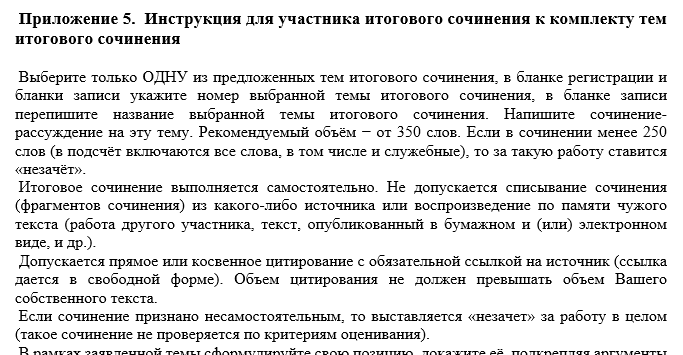 Приложение 5. Инструкция для участника итогового сочинения к комплекту тем
итогового сочинения
Выберите только ОДНУ из предложенных тем итогового сочинения, в бланке регистрации и
бланки записи укажите номер выбранной темы итогового сочинения, в бланке записи
перепишите название выбранной темы итогового сочинения. Напишите сочинение-
рассуждение на эту тему. Рекомендуемый объём − от 350 слов. Если в сочинении менее 250
слов (в подсчёт включаются все слова, в том числе и служебные), то за такую работу ставится
«незачёт».
Итоговое сочинение выполняется самостоятельно. Не допускается списывание сочинения
(фрагментов сочинения) из какого-либо источника или воспроизведение по памяти чужого
текста (работа другого участника, текст, опубликованный в бумажном и (или) электронном
виде, и др.).
Допускается прямое или косвенное цитирование с обязательной ссылкой на источник (ссылка
дается в свободной форме). Объем цитирования не должен превышать объем Вашего
собственного текста.
Если сочинение признано несамостоятельным, то выставляется «незачет» за работу в целом
(такое сочинение не проверяется по критериям оценивания).
В рамках заявленной темы сформулируйте свою позицию, докажите её, подкрепляя аргументы